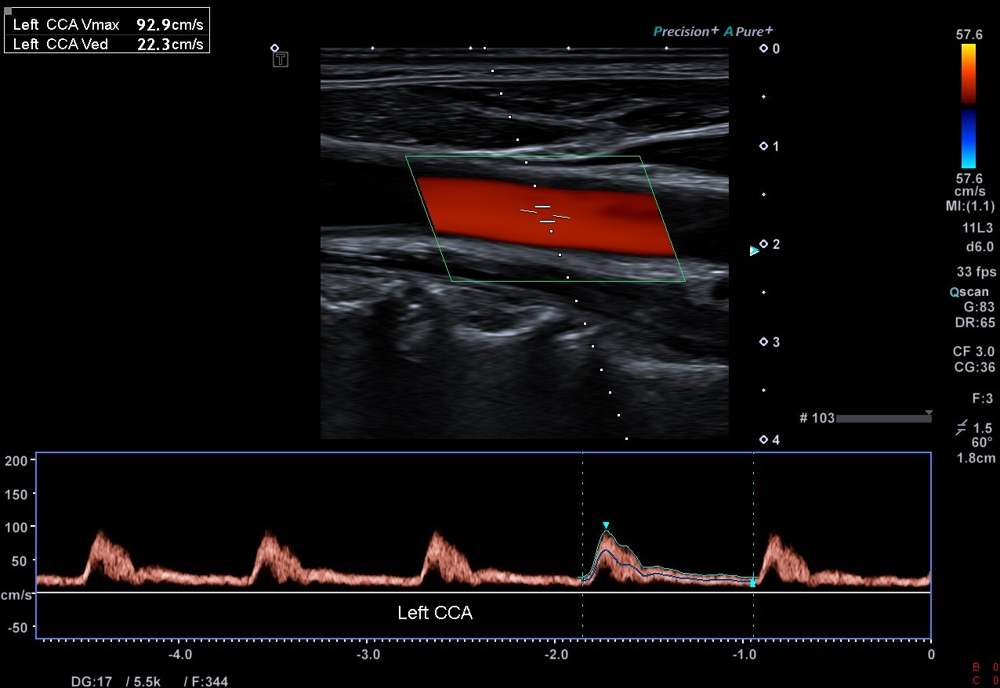 Left CCA Vmax 92.9cm/s
Left CCA Ved 22.3cm/s
Precision+ A Pure+
T
0
1
2
3
4
57.6
57.6
cm/s
MI:(1.1)
11L3
d6.0
33 fps
Qscan
G:83
DR:65
CF 3.0
CG:36
F:3
# 103
1.5
60°
1.8cm
200
150
100
50
cm/s
-50
Left CCA
-4.0 -3.0 -2.0 -1.0 0
DG:17 / 5.5k / F:344
B 0
C 0